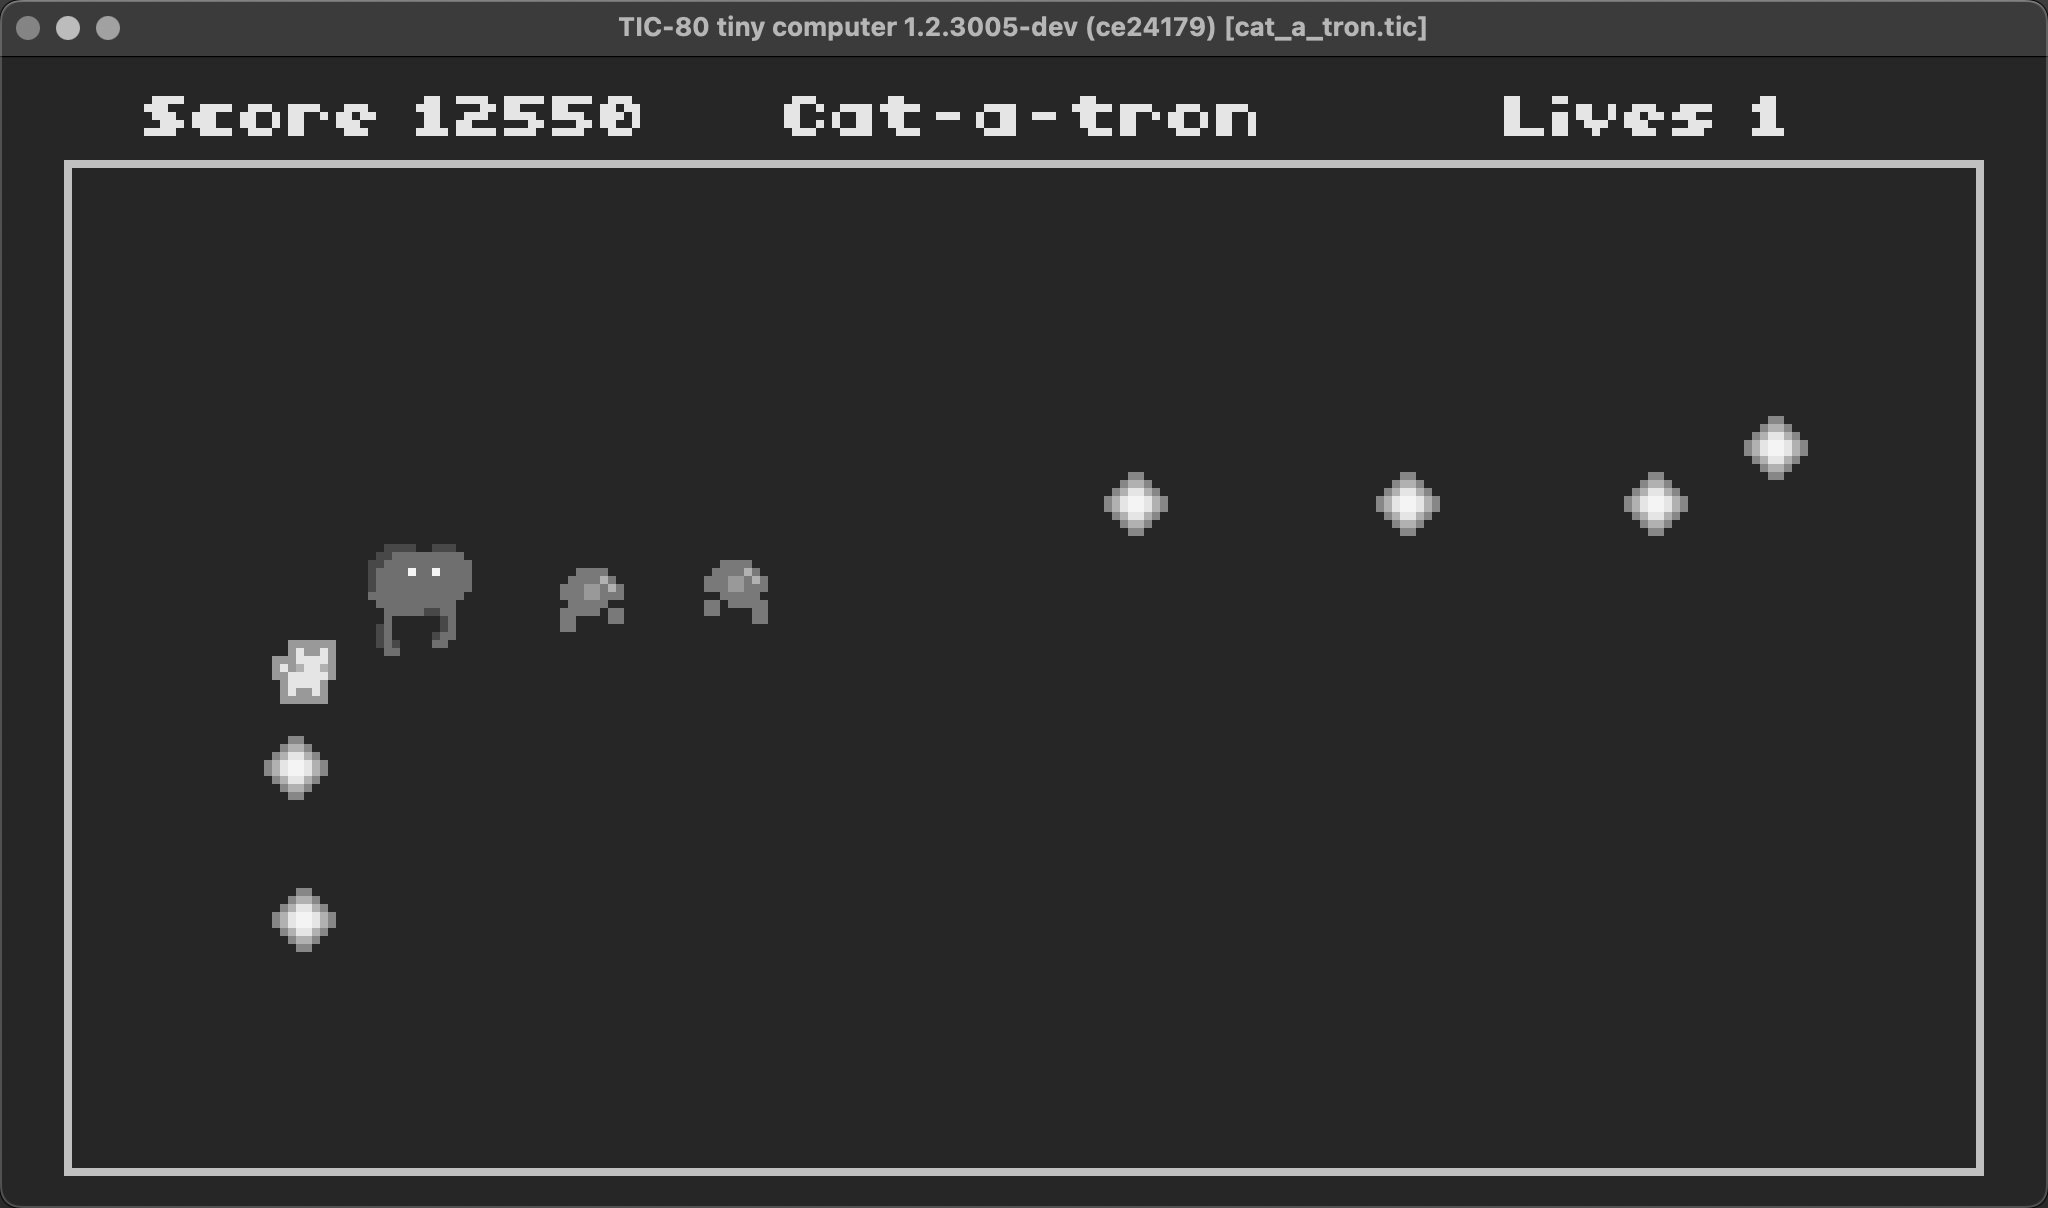 TIC-80 tiny computer 1.2.3005-dev (ce24179) [cat_a_tron.tic]
Score 12550 Cat-a-tron Lives 1